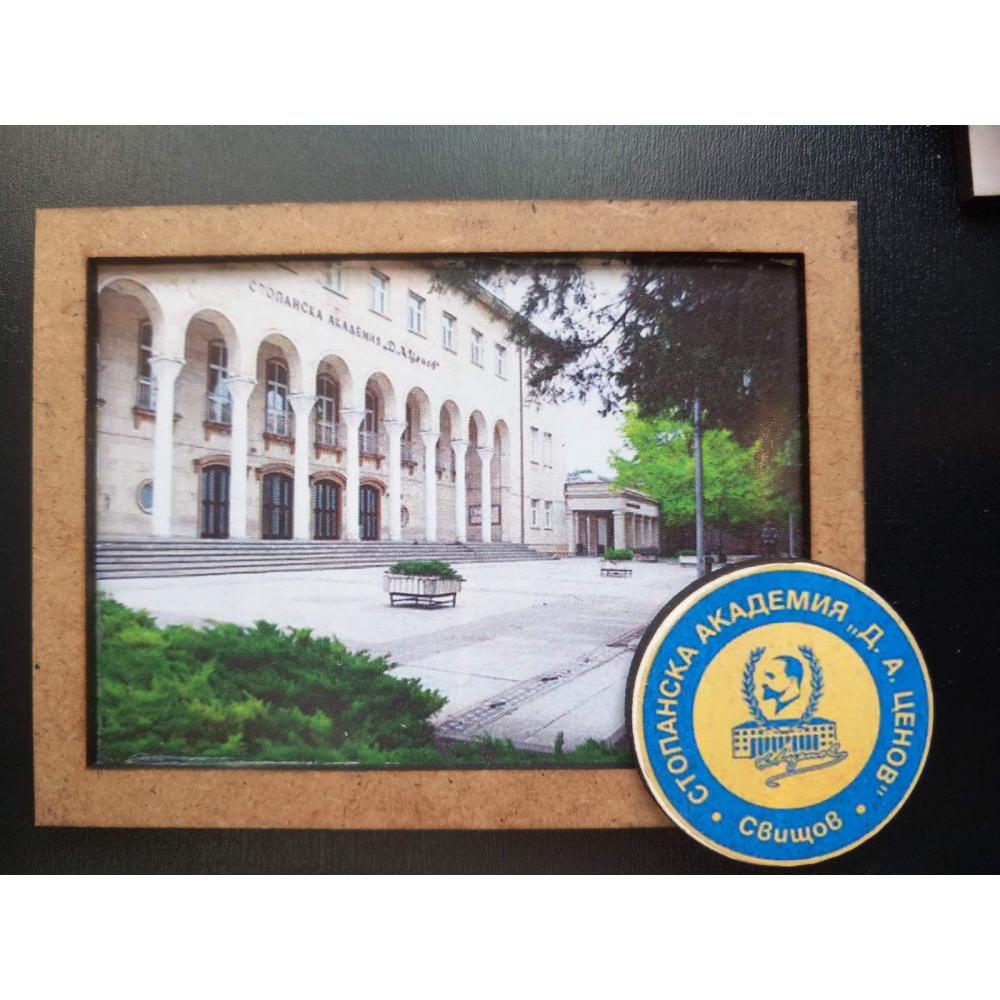 СТОПАНСКА АКАДЕМИЯ „Д.А.Ценов"
СТОПАНСКА АКАДЕМИЯ „Д. А. ЦЕНОВ"
• Свищов •